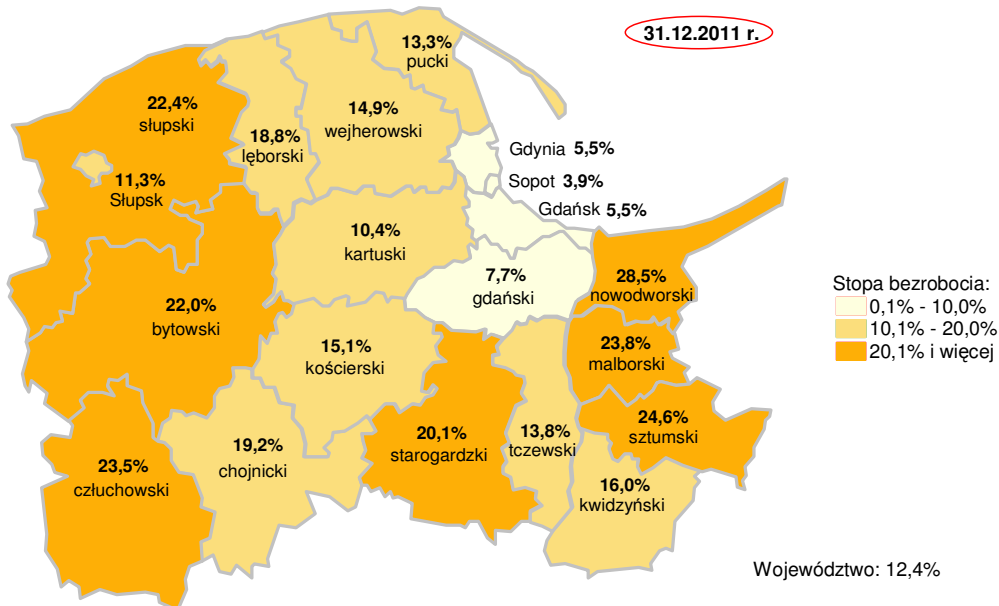 31.12.2011 r.
13,3%
pucki
22,4%
słupski
14,9%
wejherowski
18,8%
lęborski
Gdynia 5,5%
11,3%
Słupsk
Sopot 3,9%
Gdańsk 5,5%
10,4%
kartuski
7,7%
gdański
28,5%
nowodworski
22,0%
bytowski
15,1%
kościerski
23,8%
malborski
Stopa bezrobocia:
0,1% - 10,0%
10,1% - 20,0%
20,1% i więcej
24,6%
sztumski
20,1%
starogardzki
13,8%
tczewski
19,2%
chojnicki
23,5%
człuchowski
16,0%
kwidzyński
Województwo: 12,4%